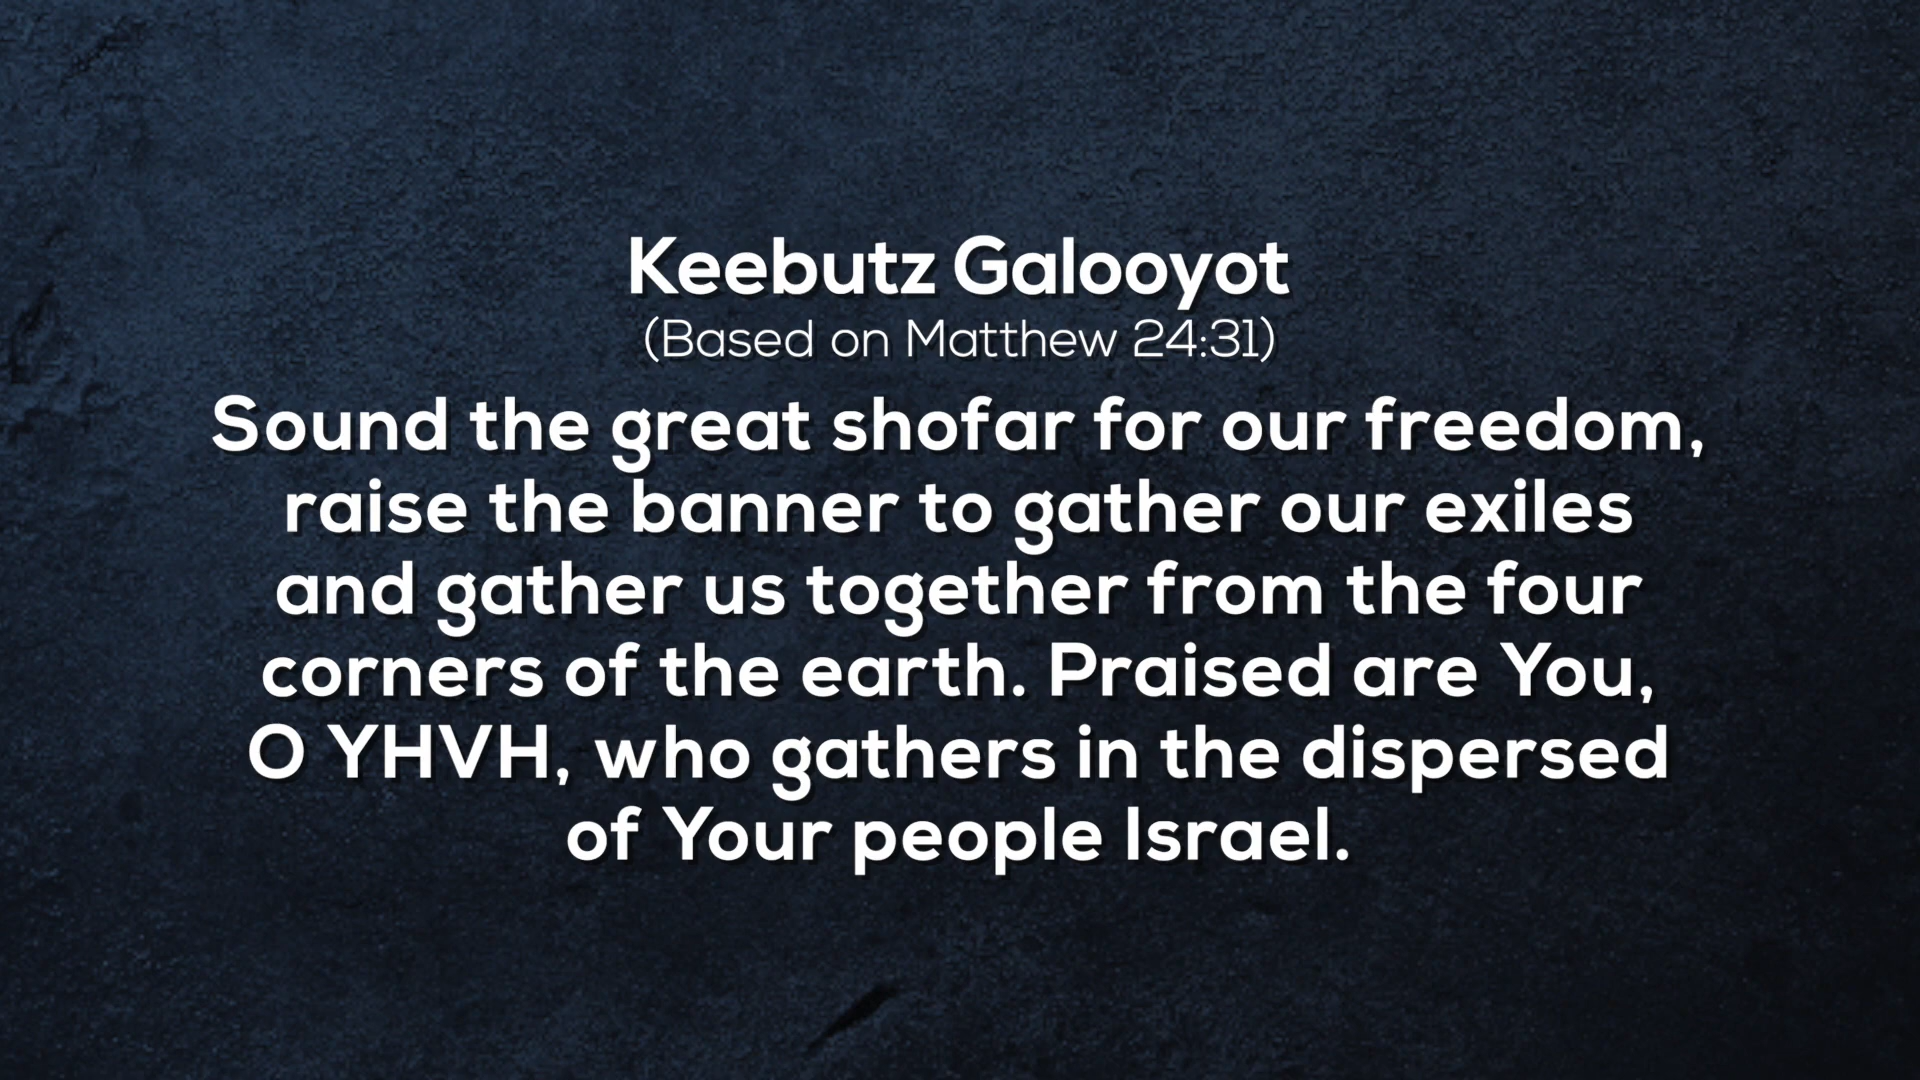 Keebutz Galooyot
(Based on Matthew 24:31)
Sound the great shofar for our freedom,
raise the banner to gather our exiles
and gather us together from the four
corners of the earth. Praised are You,
O YHVH, who gathers in the dispersed
of Your people Israel.